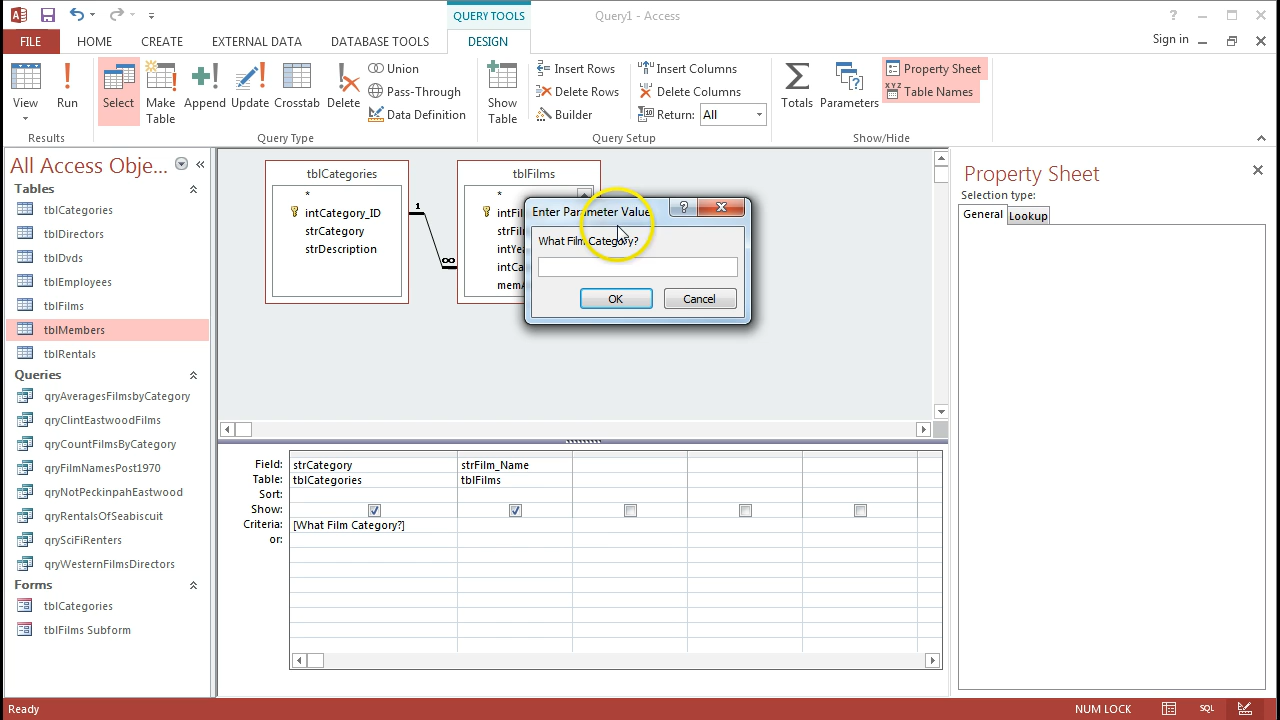 Query1 - Access
QUERY TOOLS
FILE
HOME
CREATE
EXTERNAL DATA
DATABASE TOOLS
DESIGN
Sign in
View
Run
Select
Make Table
Append
Update
Crosstab
Delete
Union
Pass-Through
Data Definition
Show Table
Insert Rows
Delete Rows
Builder
Insert Columns
Delete Columns
Return: All
Totals
Parameters
Property Sheet
Table Names
Results
Query Type
Query Setup
Show/Hide
All Access Obje...
Tables
tblCategories
tblDirectors
tblDvds
tblEmployees
tblFilms
tblMembers
tblRentals
Queries
qryAveragesFilmsbyCategory
qryClintEastwoodFilms
qryCountFilmsByCategory
qryFilmNamesPost1970
qryNotPeckinpahEastwood
qryRentalsOfSeabiscuit
qrySciFiRenters
qryWesternFilmsDirectors
Forms
tblCategories
tblFilms Subform
tblCategories
*
intCategory_ID
strCategory
strDescription
1
∞
tblFilms
*
intFil
strFil
intYea
intCa
memA
Enter Parameter Value
?
What Film Category?
OK
Cancel
Property Sheet
Selection type:
General
Lookup
Field: strCategory strFilm_Name
Table: tblCategories tblFilms
Sort:
Show:
Criteria: [What Film Category?]
or:
Ready
NUM LOCK
SQL